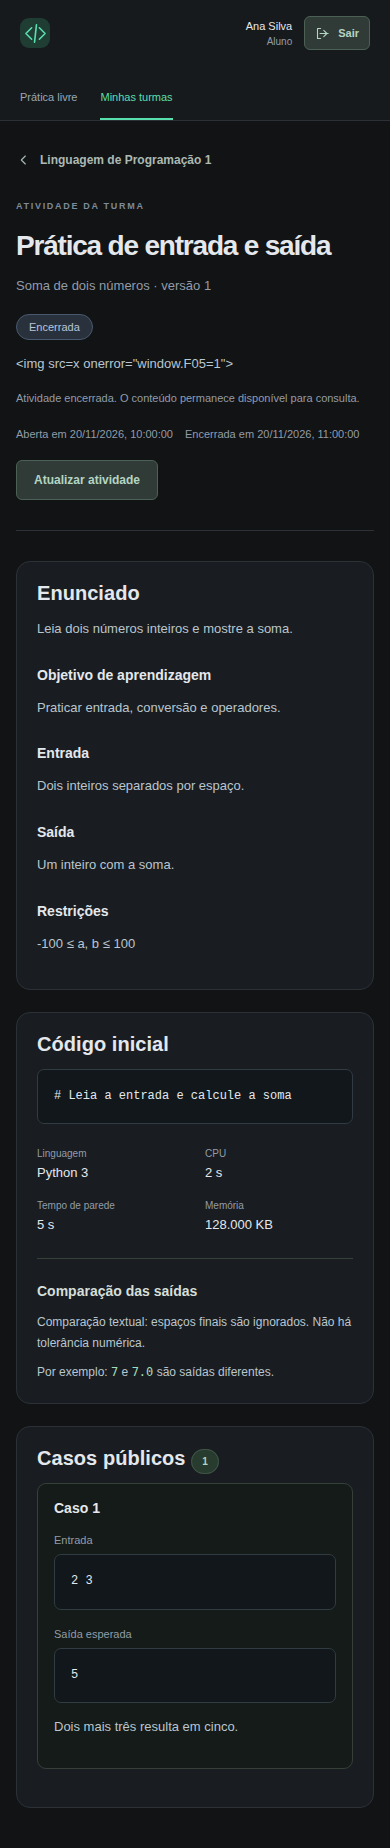 Ana Silva
Aluno
Sair
Prática livre
Minhas turmas
Linguagem de Programação 1
ATIVIDADE DA TURMA
Prática de entrada e saída
Soma de dois números · versão 1
Encerrada
<img src=x onerror="window.F05=1">
Atividade encerrada. O conteúdo permanece disponível para consulta.
Aberta em 20/11/2026, 10:00:00 Encerrada em 20/11/2026, 11:00:00
Atualizar atividade
Enunciado
Leia dois números inteiros e mostre a soma.
Objetivo de aprendizagem
Praticar entrada, conversão e operadores.
Entrada
Dois inteiros separados por espaço.
Saída
Um inteiro com a soma.
Restrições
-100 ≤ a, b ≤ 100
Código inicial
# Leia a entrada e calcule a soma
Linguagem
Python 3
CPU
2 s
Tempo de parede
5 s
Memória
128.000 KB
Comparação das saídas
Comparação textual: espaços finais são ignorados. Não há
tolerância numérica.
Por exemplo: 7 e 7.0 são saídas diferentes.
Casos públicos 1
Caso 1
Entrada
2 3
Saída esperada
5
Dois mais três resulta em cinco.